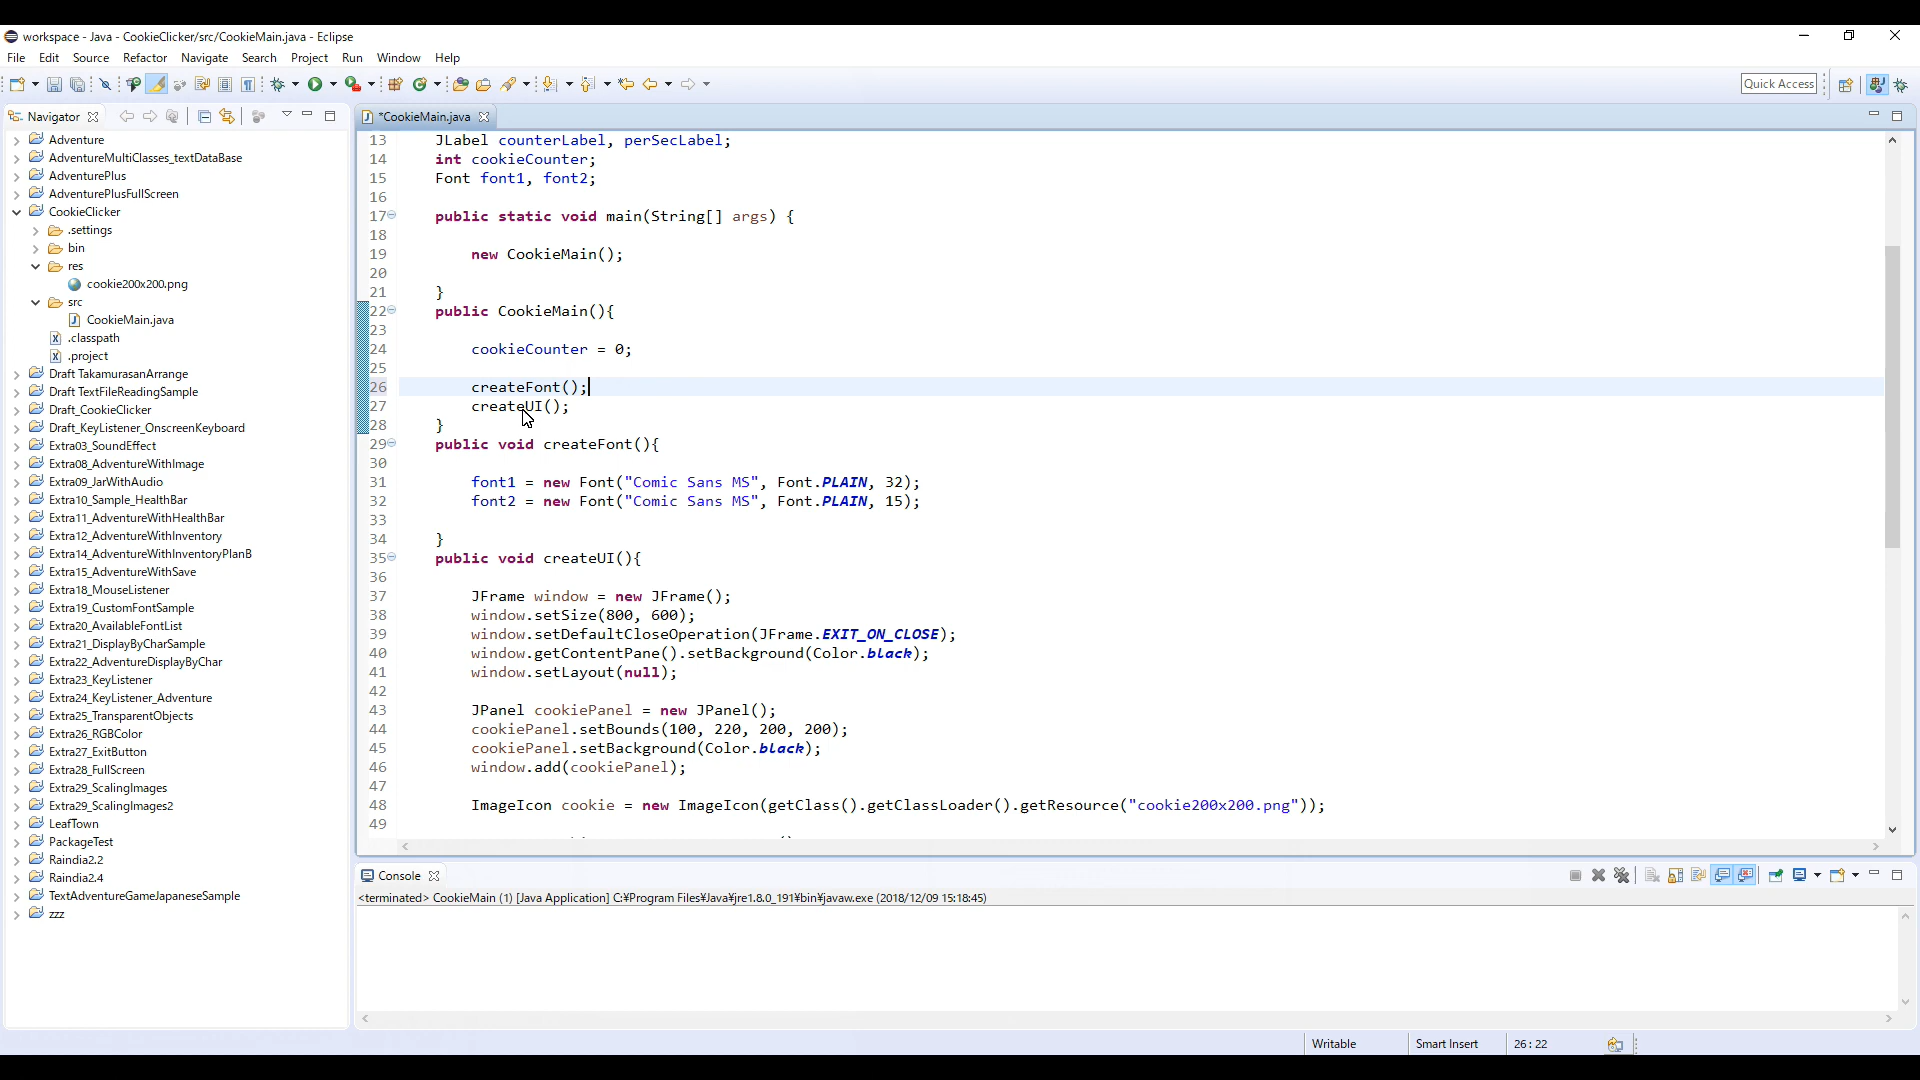 workspace - Java - CookieClicker/src/CookieMain.java - Eclipse
File Edit Source Refactor Navigate Search Project Run Window Help
Quick Access
Navigator
Adventure
AdventureMultiClasses_textDataBase
AdventurePlus
AdventurePlusFullScreen
CookieClicker
.settings
bin
res
cookie200x200.png
src
CookieMain.java
.classpath
.project
Draft TakamurasanArrange
Draft TextFileReadingSample
Draft_CookieClicker
Draft_KeyListener_OnscreenKeyboard
Extra03_SoundEffect
Extra08_AdventureWithImage
Extra09_JarWithAudio
Extra10_Sample_HealthBar
Extra11_AdventureWithHealthBar
Extra12_AdventureWithInventory
Extra14_AdventureWithInventoryPlanB
Extra15_AdventureWithSave
Extra18_MouseListener
Extra19_CustomFontSample
Extra20_AvailableFontList
Extra21_DisplayByCharSample
Extra22_AdventureDisplayByChar
Extra23_KeyListener
Extra24_KeyListener_Adventure
Extra25_TransparentObjects
Extra26_RGBColor
Extra27_ExitButton
Extra28_FullScreen
Extra29_ScalingImages
Extra29_ScalingImages2
LeafTown
PackageTest
Raindia2.2
Raindia2.4
TextAdventureGameJapaneseSample
zzz
*CookieMain.java
13 JLabel counterLabel, perSecLabel;
14 int cookieCounter;
15 Font font1, font2;
16
17 public static void main(String[] args) {
18
19 new CookieMain();
20
21 }
22 public CookieMain(){
23
24 cookieCounter = 0;
25
26 createFont();
27 createUI();
28 }
29 public void createFont(){
30
31 font1 = new Font("Comic Sans MS", Font.PLAIN, 32);
32 font2 = new Font("Comic Sans MS", Font.PLAIN, 15);
33
34 }
35 public void createUI(){
36
37 JFrame window = new JFrame();
38 window.setSize(800, 600);
39 window.setDefaultCloseOperation(JFrame.EXIT_ON_CLOSE);
40 window.getContentPane().setBackground(Color.black);
41 window.setLayout(null);
42
43 JPanel cookiePanel = new JPanel();
44 cookiePanel.setBounds(100, 220, 200, 200);
45 cookiePanel.setBackground(Color.black);
46 window.add(cookiePanel);
47
48 ImageIcon cookie = new ImageIcon(getClass().getClassLoader().getResource("cookie200x200.png"));
49
Console
<terminated> CookieMain (1) [Java Application] C:¥Program Files¥Java¥jre1.8.0_191¥bin¥javaw.exe (2018/12/09 15:18:45)
Writable Smart Insert 26 : 22